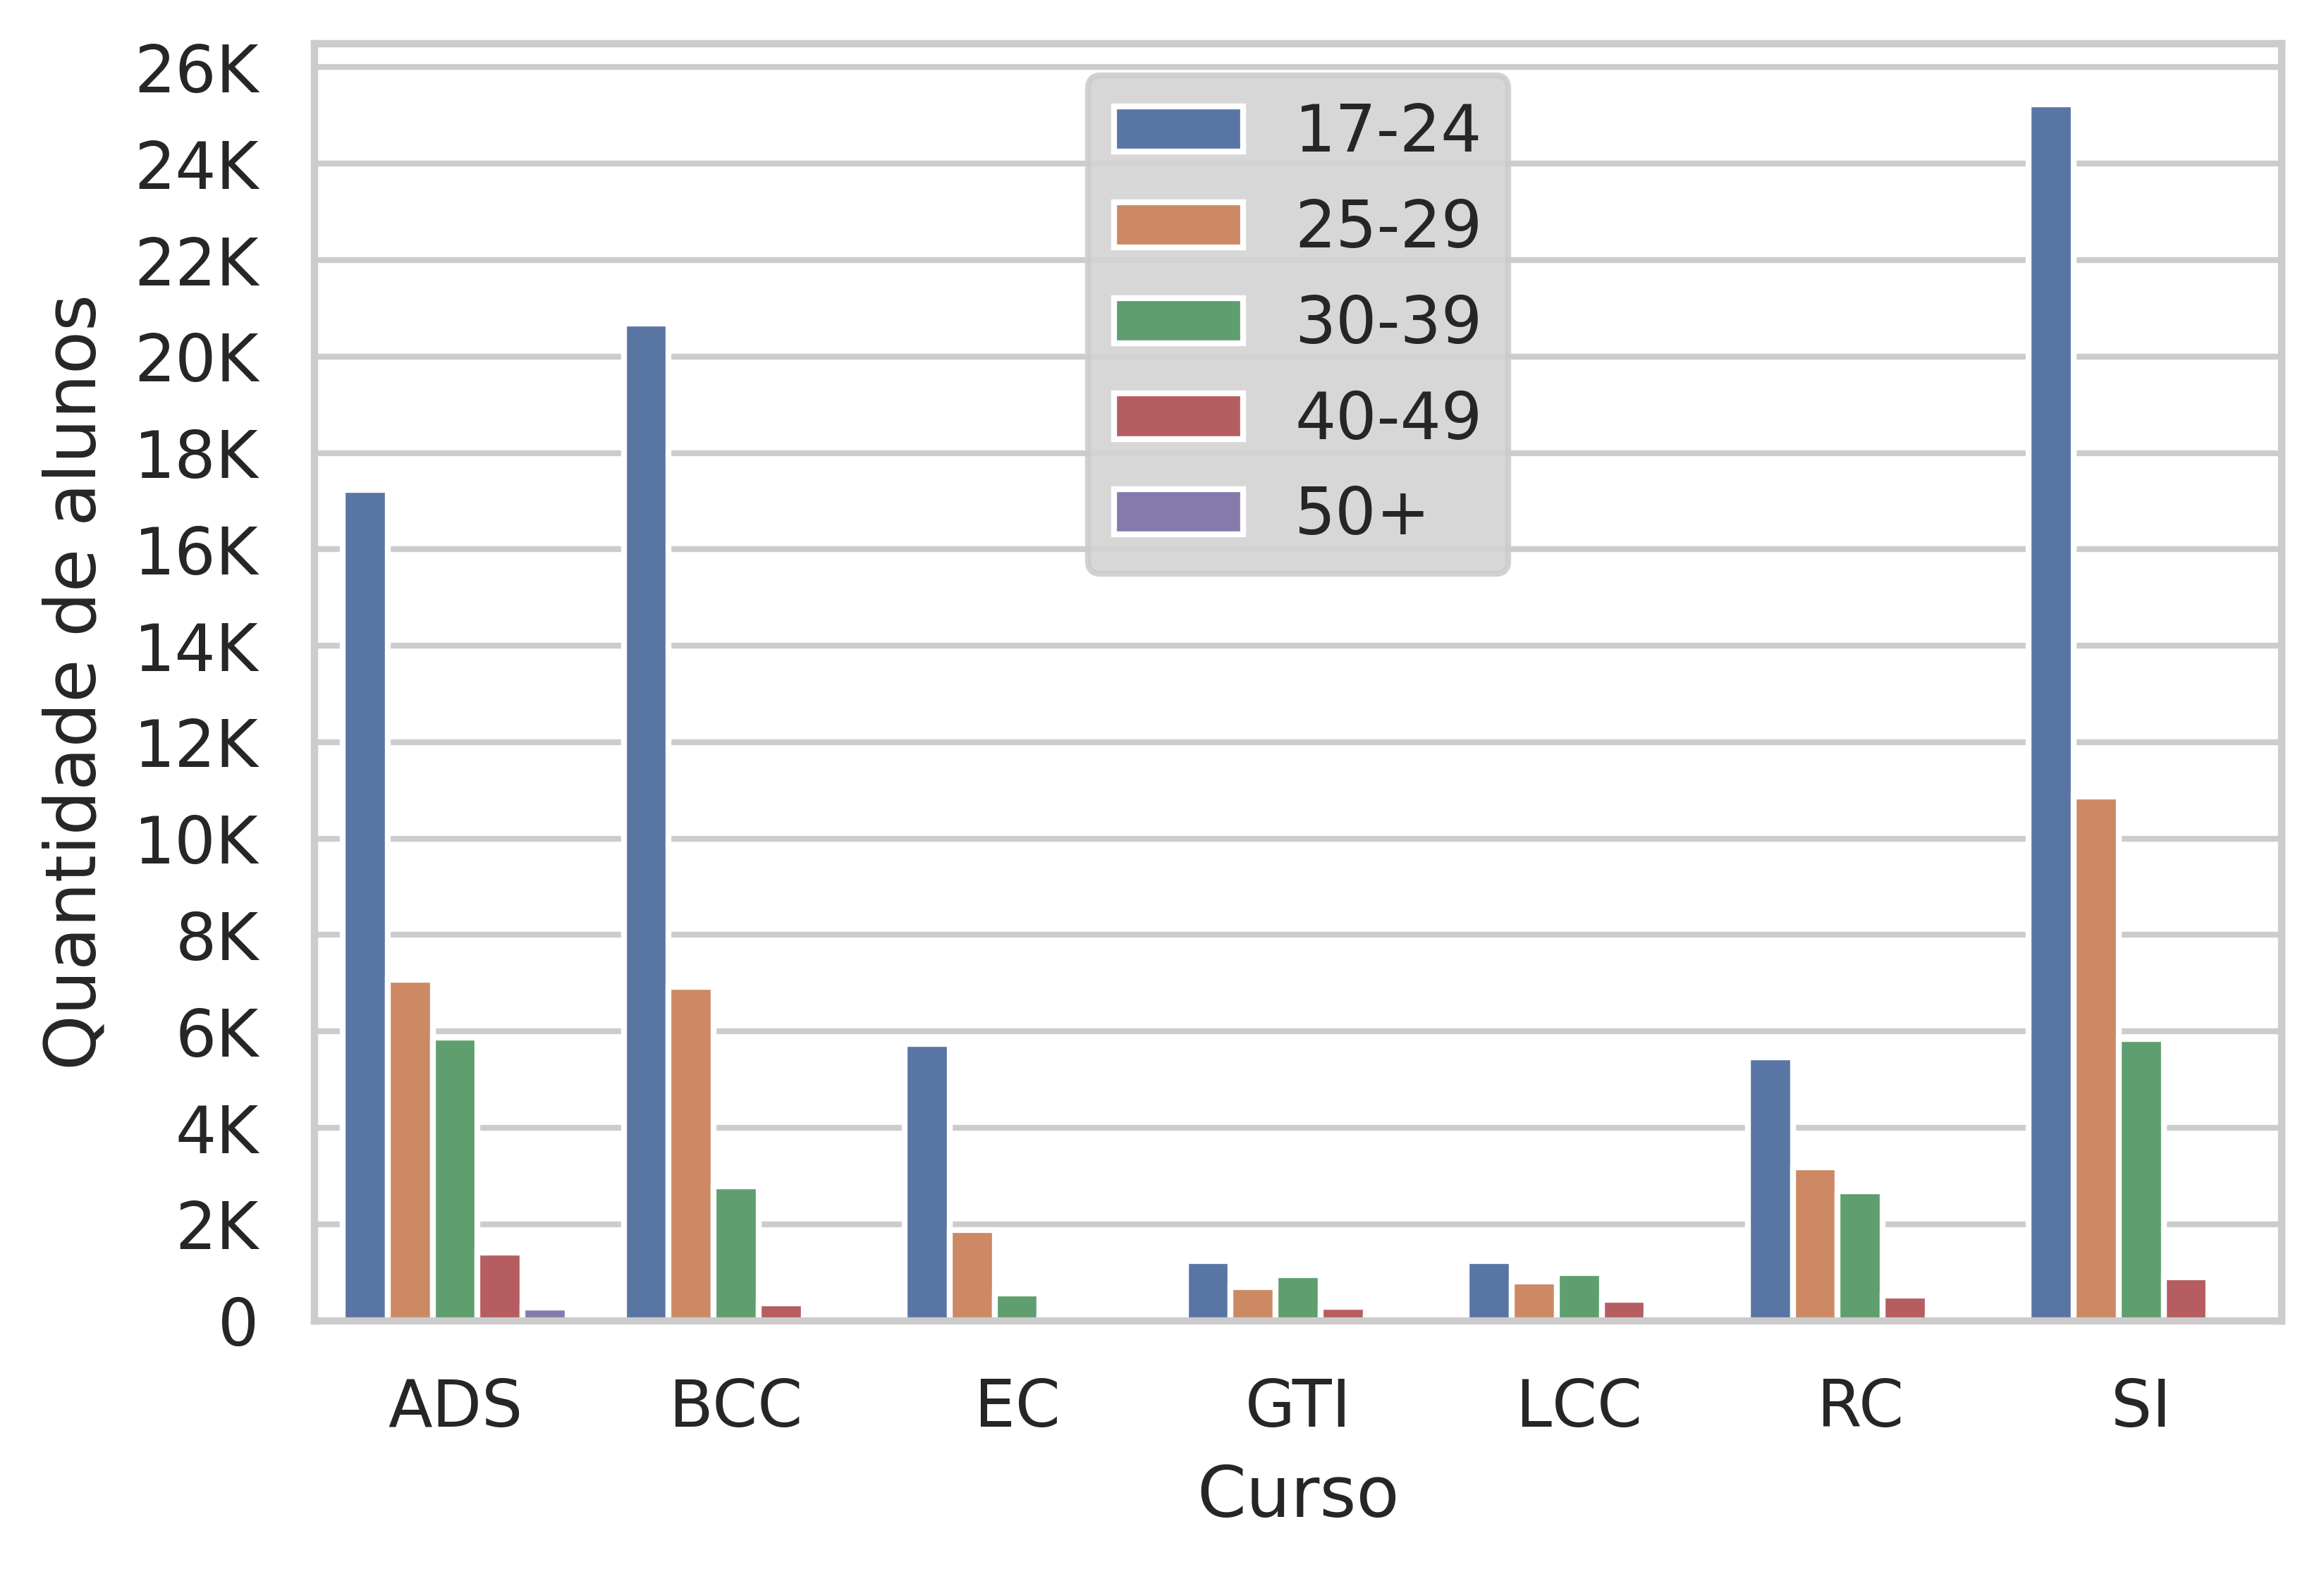 26K
24K
22K
20K
18K
16K
14K
12K
10K
8K
6K
4K
2K
0
Quantidade de alunos
17-24
25-29
30-39
40-49
50+
ADS BCC EC GTI LCC RC SI
Curso